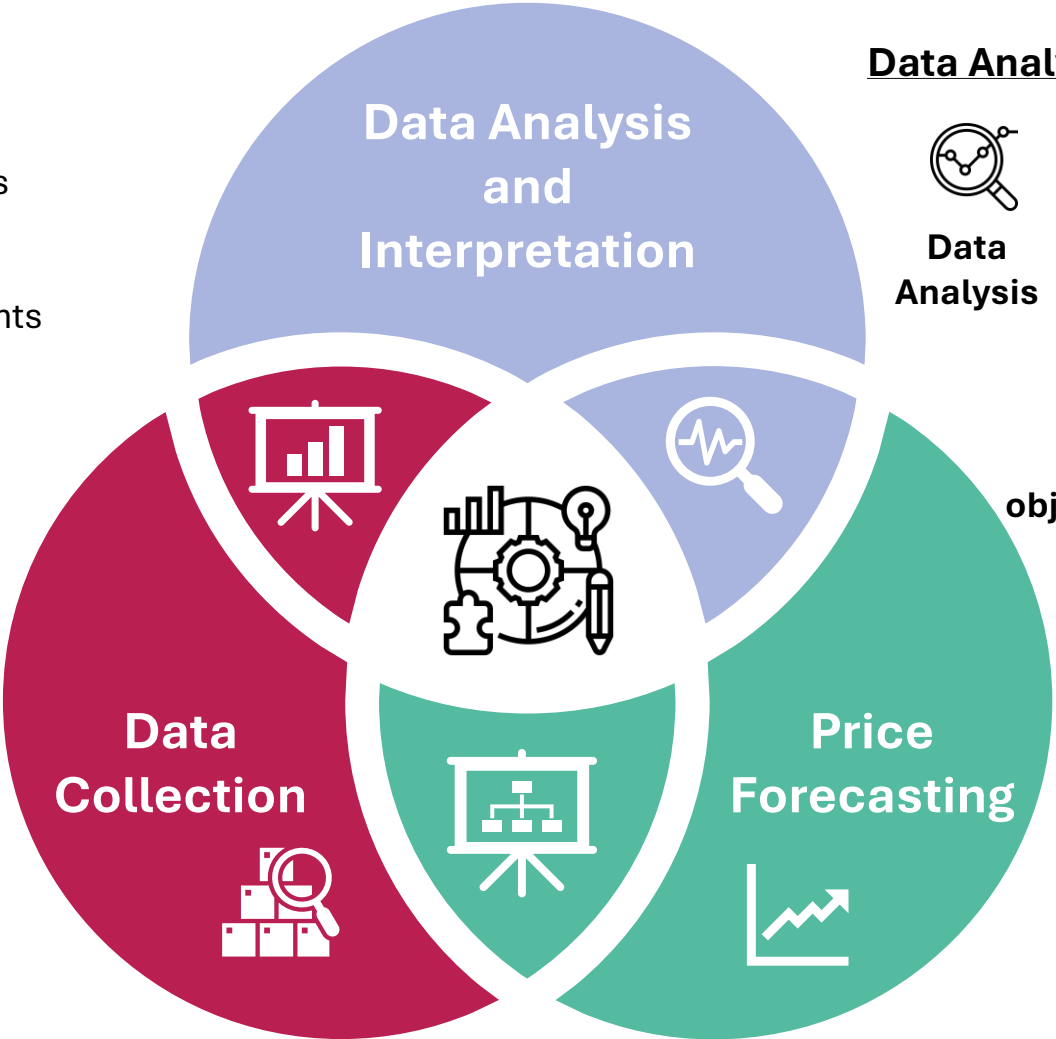 Data Anal
Data Analysis
and
Interpretation
s
Data
Analysis
nts
obj
Data
Collection
Price
Forecasting